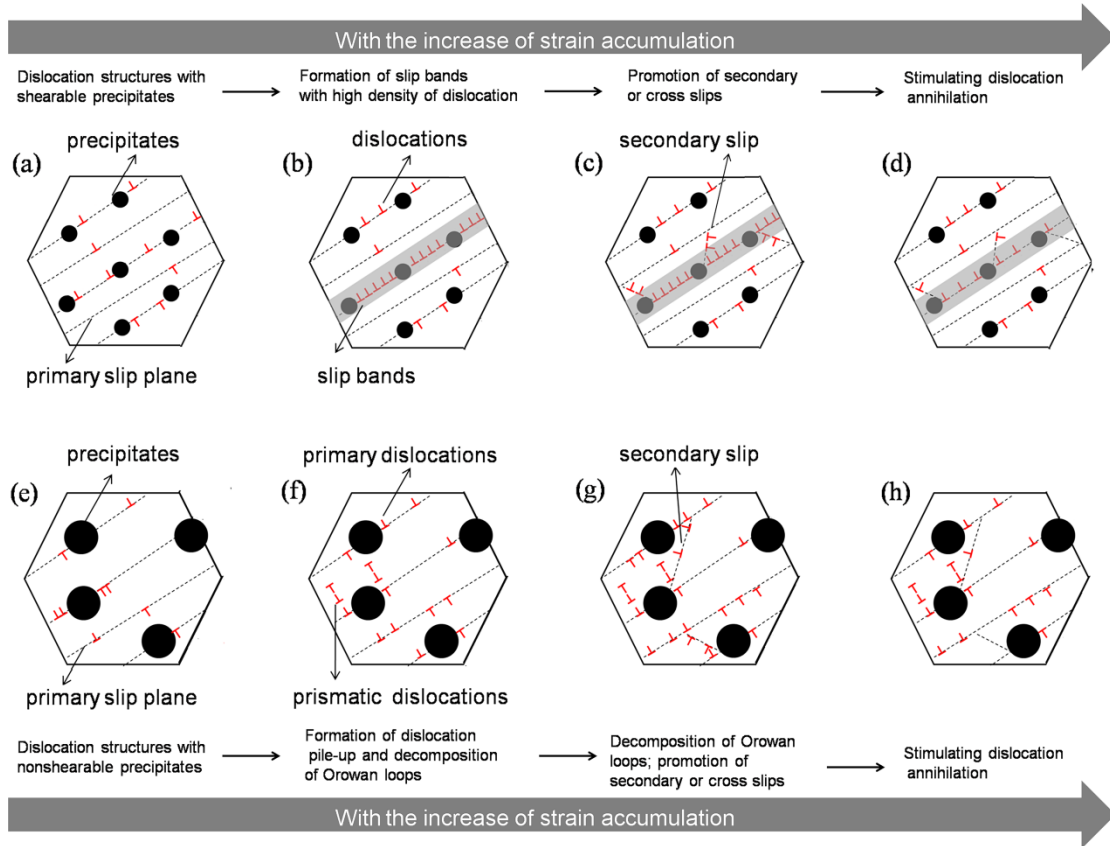 With the increase of strain accumulation
Dislocation structures with
shearable precipitates
Formation of slip bands
with high density of dislocation
Promotion of secondary
or cross slips
Stimulating dislocation
annihilation
precipitates
dislocations
secondary slip
(a)
(b)
(c)
(d)
primary slip plane
slip bands
precipitates
primary dislocations
secondary slip
(e)
(f)
(g)
(h)
primary slip plane
prismatic dislocations
Dislocation structures with
nonshearable precipitates
Formation of dislocation
pile-up and decomposition
of Orowan loops
Decomposition of Orowan
loops; promotion of
secondary or cross slips
Stimulating dislocation
annihilation
With the increase of strain accumulation